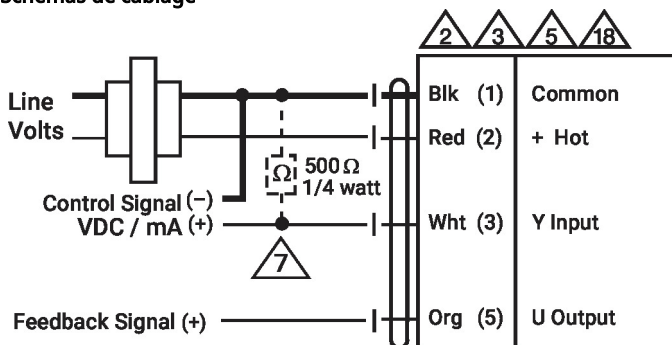 Schémas de câblage
2 3 5 18
Line
Volts
Blk (1) Common
Red (2) + Hot
Ω 500 Ω
1/4 watt
Control Signal (−)
VDC / mA (+)
Wht (3) Y Input
7
Feedback Signal (+)
Org (5) U Output